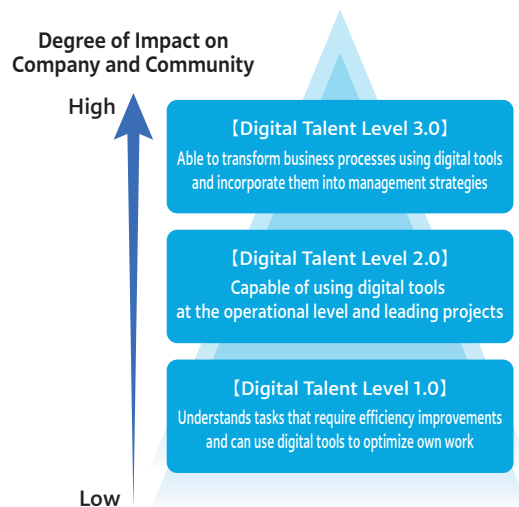 Degree of Impact on
Company and Community
High
【Digital Talent Level 3.0】
Able to transform business processes using digital tools
and incorporate them into management strategies
【Digital Talent Level 2.0】
Capable of using digital tools
at the operational level and leading projects
【Digital Talent Level 1.0】
Understands tasks that require efficiency improvements
and can use digital tools to optimize own work
Low